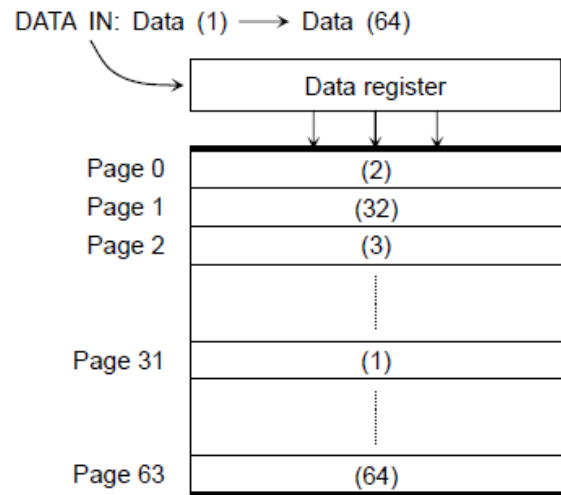 DATA IN: Data (1) ⟶ Data (64)
Data register
Page 0 (2)
Page 1 (32)
Page 2 (3)
Page 31 (1)
Page 63 (64)